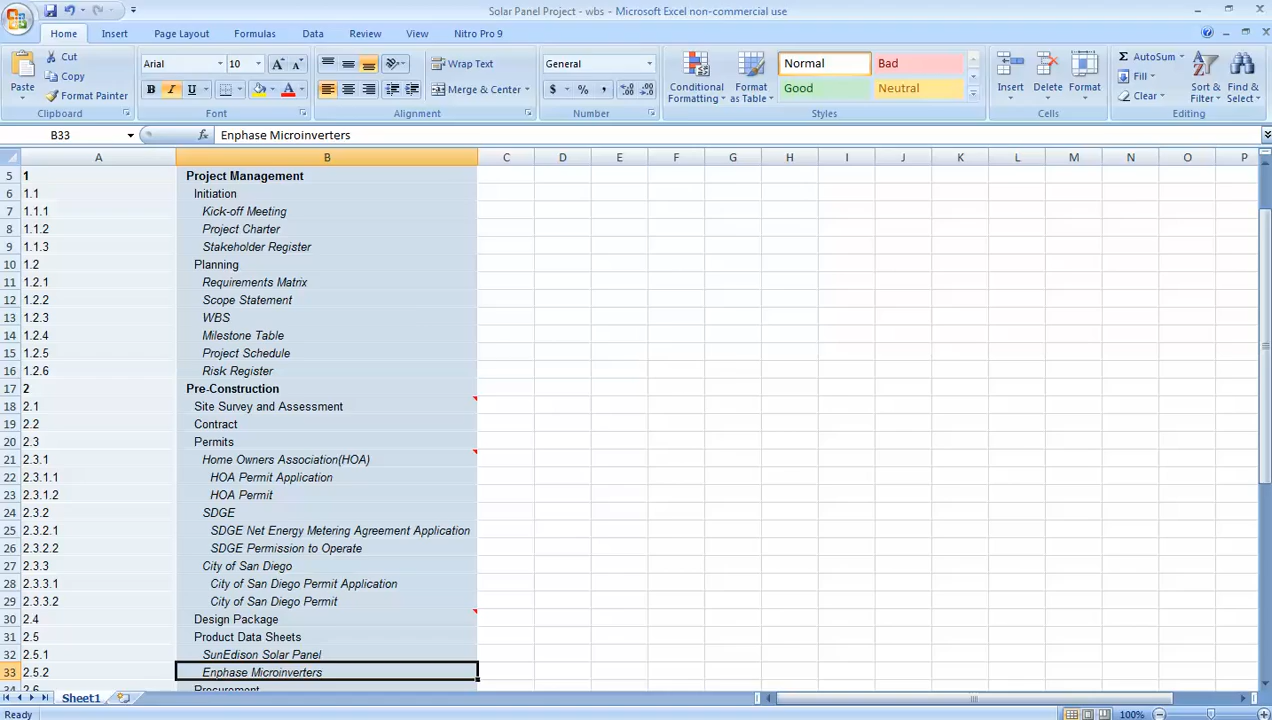 Solar Panel Project - wbs - Microsoft Excel non-commercial use
Home Insert Page Layout Formulas Data Review View Nitro Pro 9
Paste
Cut
Copy
Format Painter
Clipboard
Arial 10
B I U
Font
Wrap Text
Merge & Center
Alignment
General
$ % ,
Number
Conditional Formatting
Format as Table
Normal Bad
Good Neutral
Styles
Insert Delete Format
Cells
AutoSum
Fill
Clear
Sort & Filter
Find & Select
Editing
B33 fx Enphase Microinverters
A B C D E F G H I J K L M N O P
5 1 Project Management
6 1.1 Initiation
7 1.1.1 Kick-off Meeting
8 1.1.2 Project Charter
9 1.1.3 Stakeholder Register
10 1.2 Planning
11 1.2.1 Requirements Matrix
12 1.2.2 Scope Statement
13 1.2.3 WBS
14 1.2.4 Milestone Table
15 1.2.5 Project Schedule
16 1.2.6 Risk Register
17 2 Pre-Construction
18 2.1 Site Survey and Assessment
19 2.2 Contract
20 2.3 Permits
21 2.3.1 Home Owners Association(HOA)
22 2.3.1.1 HOA Permit Application
23 2.3.1.2 HOA Permit
24 2.3.2 SDGE
25 2.3.2.1 SDGE Net Energy Metering Agreement Application
26 2.3.2.2 SDGE Permission to Operate
27 2.3.3 City of San Diego
28 2.3.3.1 City of San Diego Permit Application
29 2.3.3.2 City of San Diego Permit
30 2.4 Design Package
31 2.5 Product Data Sheets
32 2.5.1 SunEdison Solar Panel
33 2.5.2 Enphase Microinverters
34 2.6 Procurement
Sheet1
Ready 100%